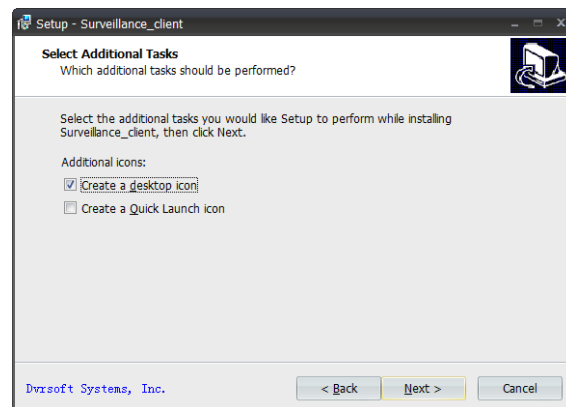 Setup - Surveillance_client
Select Additional Tasks
Which additional tasks should be performed?
Select the additional tasks you would like Setup to perform while installing
Surveillance_client, then click Next.
Additional icons:
Create a desktop icon
Create a Quick Launch icon
Dvrsoft Systems, Inc.
< Back
Next >
Cancel